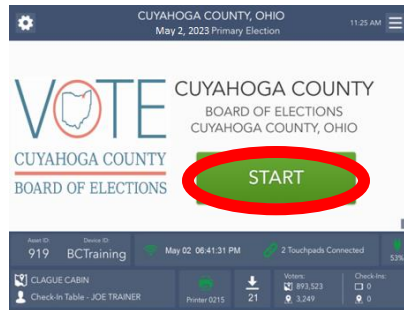 CUYAHOGA COUNTY, OHIO
May 2, 2023 Primary Election
11:25 AM
VOTE
CUYAHOGA COUNTY
BOARD OF ELECTIONS
CUYAHOGA COUNTY
BOARD OF ELECTIONS
CUYAHOGA COUNTY, OHIO
START
Asset ID:
919
Device ID:
BCTraining
May 02 06:41:31 PM
2 Touchpads Connected
53%
CLAGUE CABIN
Check-In Table - JOE TRAINER
Printer 0215
21
Voters:
893,523
3,249
Check-Ins:
0
0